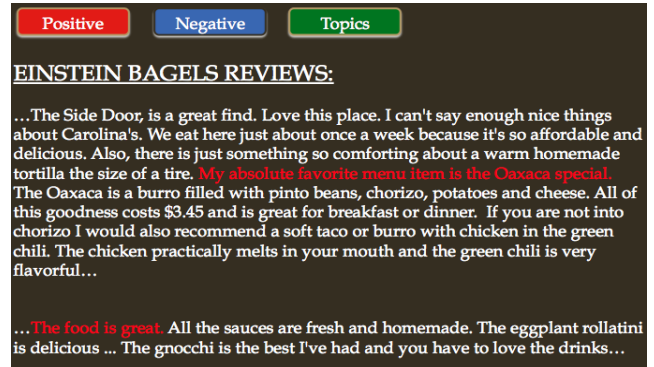 Positive Negative Topics
EINSTEIN BAGELS REVIEWS:
…The Side Door, is a great find. Love this place. I can't say enough nice things
about Carolina's. We eat here just about once a week because it's so affordable and
delicious. Also, there is just something so comforting about a warm homemade
tortilla the size of a tire. My absolute favorite menu item is the Oaxaca special.
The Oaxaca is a burro filled with pinto beans, chorizo, potatoes and cheese. All of
this goodness costs $3.45 and is great for breakfast or dinner.  If you are not into
chorizo I would also recommend a soft taco or burro with chicken in the green
chili. The chicken practically melts in your mouth and the green chili is very
flavorful…
…The food is great. All the sauces are fresh and homemade. The eggplant rollatini
is delicious ... The gnocchi is the best I've had and you have to love the drinks…